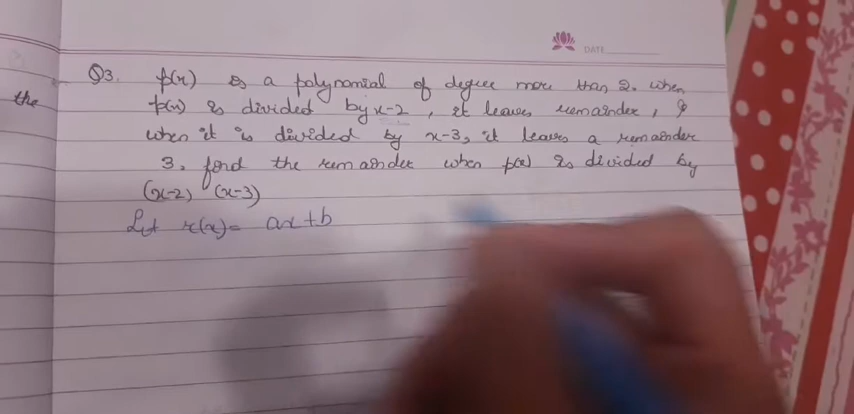 DATE
Q3. p(x) is a polynomial of degree more than 2. when
the p(x) is divided by x-2, it leaves remainder 1, &
when it is divided by x-3, it leaves a remainder
3, find the remainder when p(x) is divided by
(x-2) (x-3)
Let r(x) = ax+b